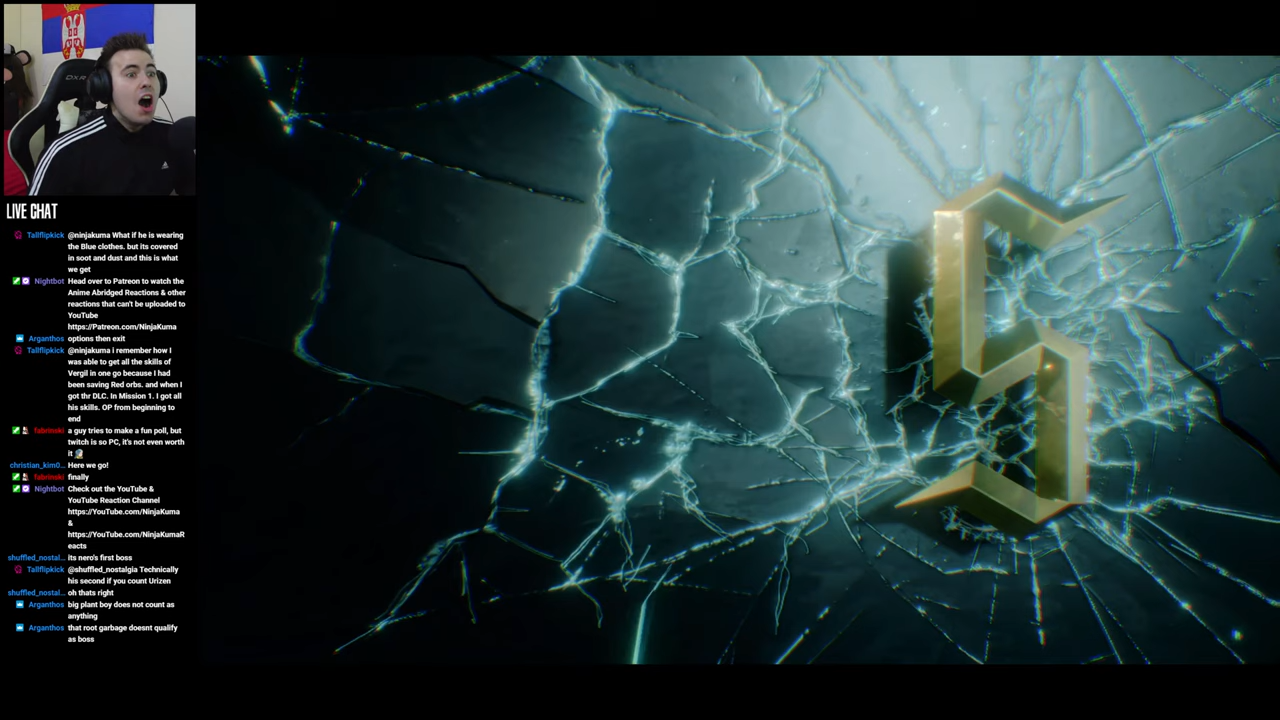 DXR
LIVE CHAT
Tallflipkick @ninjakuma What if he is wearing
the Blue clothes. but its covered
in soot and dust and this is what
we get
Nightbot Head over to Patreon to watch the
Anime Abridged Reactions & other
reactions that can't be uploaded to
YouTube
https://Patreon.com/NinjaKuma
Arganthos options then exit
Tallflipkick @ninjakuma i remember how I
was able to get all the skills of
Vergil in one go because I had
been saving Red orbs. and when I
got thr DLC. In Mission 1. I got all
his skills. OP from beginning to
end
fabrinski a guy tries to make a fun poll, but
twitch is so PC, it's not even worth
it
christian_kim0... Here we go!
fabrinski finally
Nightbot Check out the YouTube &
YouTube Reaction Channel
https://YouTube.com/NinjaKuma
&
https://YouTube.com/NinjaKumaR
eacts
shuffled_nostal... its nero's first boss
Tallflipkick @shuffled_nostalgia Technically
his second if you count Urizen
shuffled_nostal... oh thats right
Arganthos big plant boy does not count as
anything
Arganthos that root garbage doesnt qualify
as boss
S